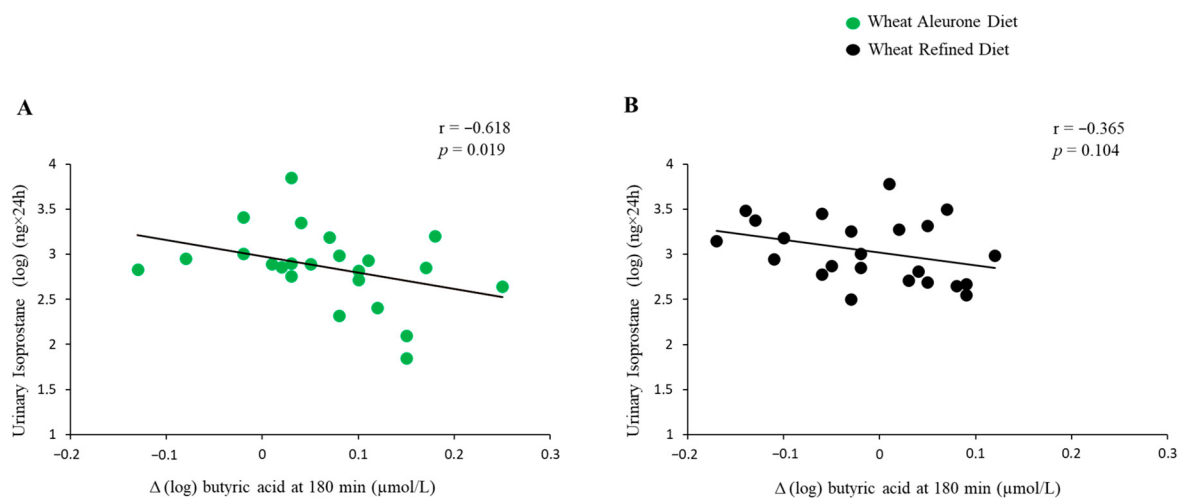 Wheat Aleurone Diet
Wheat Refined Diet
A
r = −0.618
p = 0.019
Urinary Isoprostane (log) (ng×24h)
4
3.5
3
2.5
2
1.5
1
−0.2
−0.1
0
0.1
0.2
0.3
Δ (log) butyric acid at 180 min (μmol/L)
B
r = −0.365
p = 0.104
Urinary Isoprostane (log) (ng×24h)
4
3.5
3
2.5
2
1.5
1
−0.2
−0.1
0
0.1
0.2
0.3
Δ (log) butyric acid at 180 min (μmol/L)